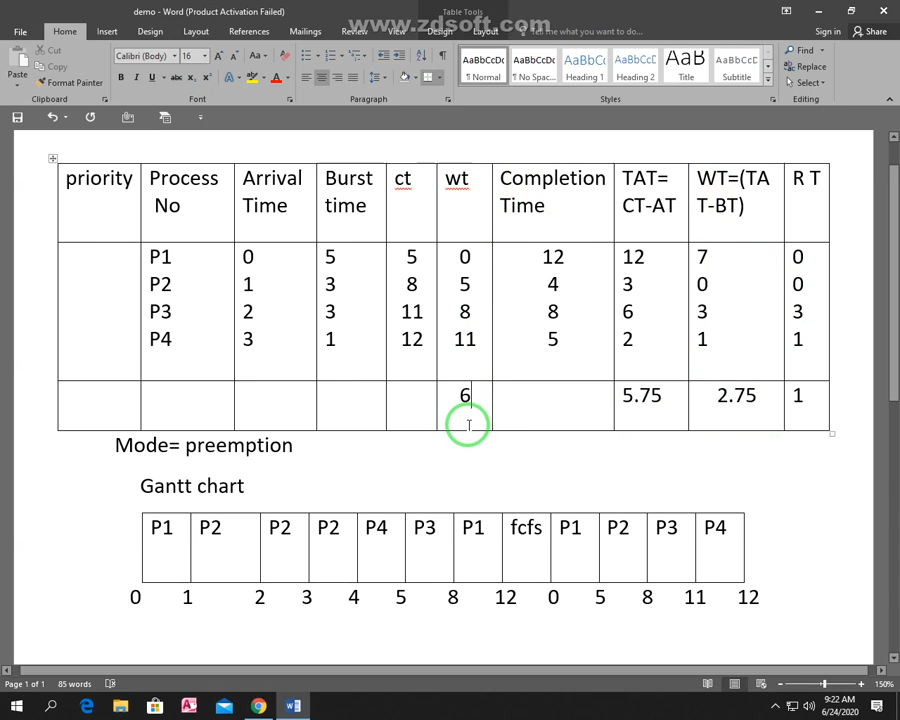 demo - Word (Product Activation Failed)
Table Tools
www.zdsoft.com
File Home Insert Design Layout References Mailings Review View Design Layout Tell me what you want to do... Sign in Share
Paste
Cut
Copy
Format Painter
Clipboard
Calibri (Body) 16
Font
Paragraph
AaBbCcDc AaBbCcDc AaBbCc AaBbCcC AaB AaBbCcD
¶ Normal ¶ No Spac... Heading 1 Heading 2 Title Subtitle
Styles
Find
Replace
Select
Editing
priority Process No Arrival Time Burst time ct wt Completion Time TAT= CT-AT WT=(TA T-BT) R T
P1 0 5 5 0 12 12 7 0
P2 1 3 8 5 4 3 0 0
P3 2 3 11 8 8 6 3 3
P4 3 1 12 11 5 2 1 1
6 5.75 2.75 1
Mode= preemption
Gantt chart
P1 P2 P2 P2 P4 P3 P1 fcfs P1 P2 P3 P4
0 1 2 3 4 5 8 12 0 5 8 11 12
Page 1 of 1 85 words 150%
9:22 AM
6/24/2020